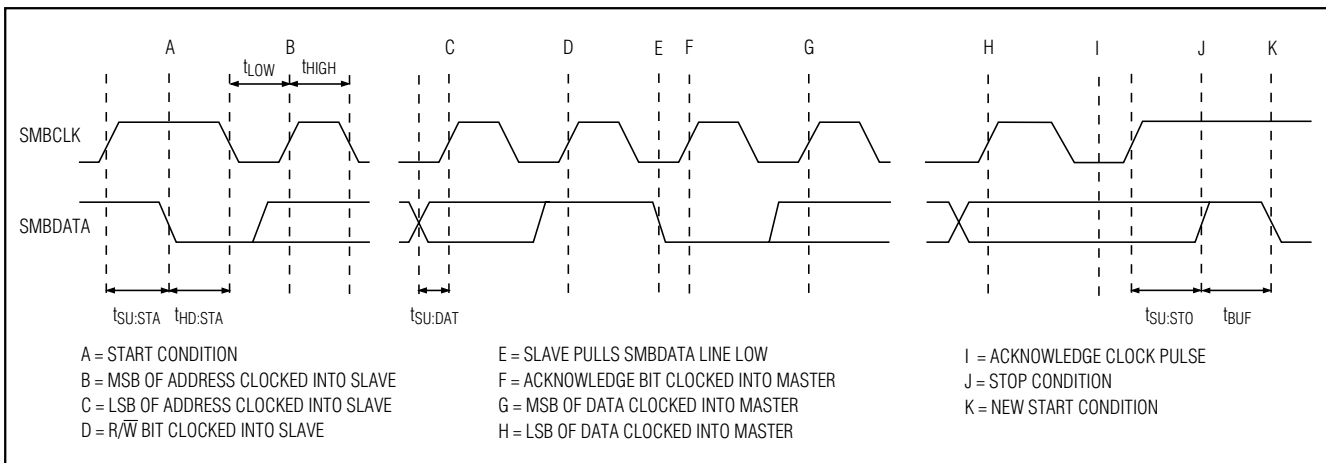 A B C D E F G H I J K
tLOW tHIGH
SMBCLK
SMBDATA
tSU:STA tHD:STA tSU:DAT tSU:STO tBUF
A = START CONDITION
B = MSB OF ADDRESS CLOCKED INTO SLAVE
C = LSB OF ADDRESS CLOCKED INTO SLAVE
D = R/W̅ BIT CLOCKED INTO SLAVE
E = SLAVE PULLS SMBDATA LINE LOW
F = ACKNOWLEDGE BIT CLOCKED INTO MASTER
G = MSB OF DATA CLOCKED INTO MASTER
H = LSB OF DATA CLOCKED INTO MASTER
I = ACKNOWLEDGE CLOCK PULSE
J = STOP CONDITION
K = NEW START CONDITION